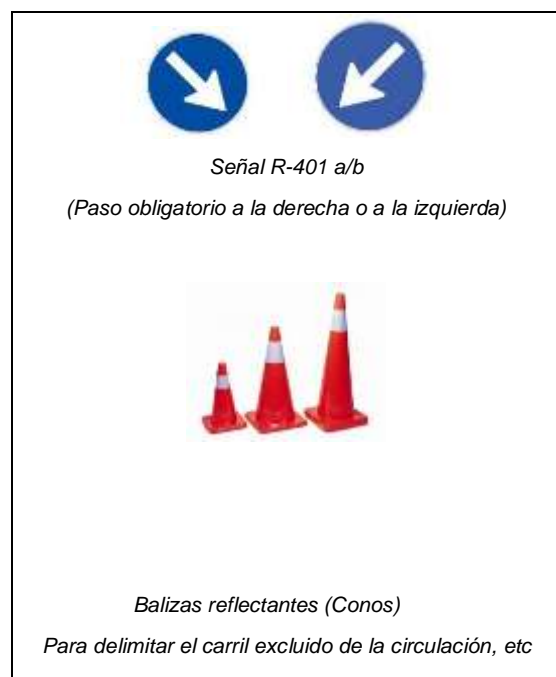 Señal R-401 a/b
(Paso obligatorio a la derecha o a la izquierda)
Balizas reflectantes (Conos)
Para delimitar el carril excluido de la circulación, etc